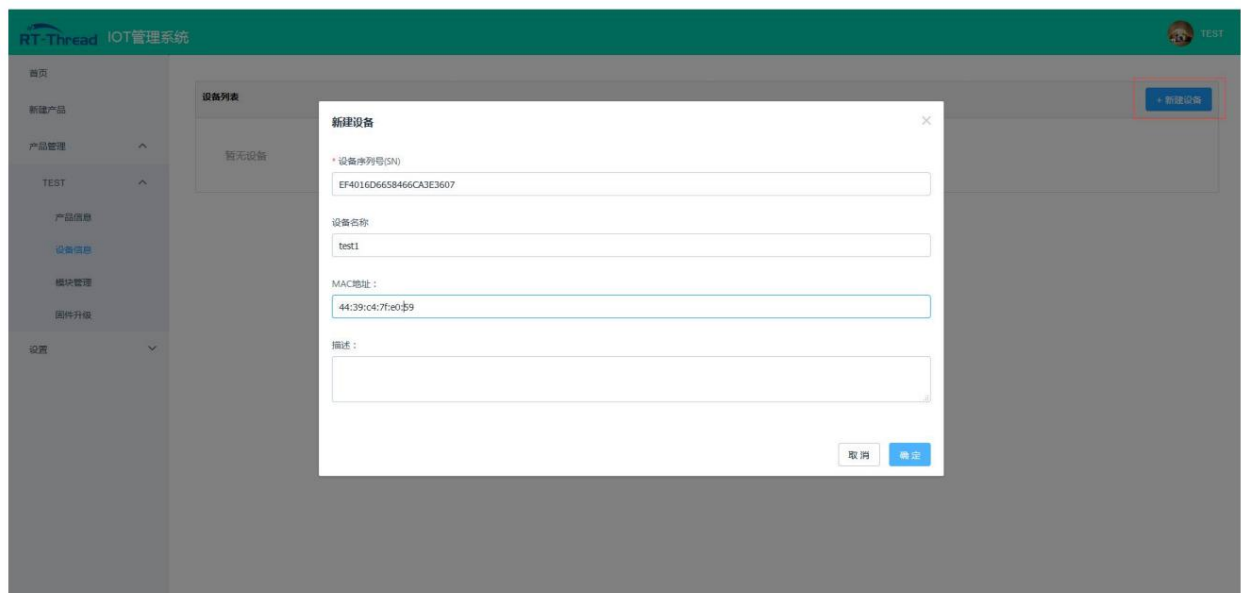 RT-Thread IOT管理系统
TEST
首页
新建产品
产品管理
TEST
产品信息
设备信息
模块管理
固件升级
设置
设备列表
+ 新建设备
暂无设备
新建设备
* 设备序列号(SN)
EF4016D6658466CA3E3607
设备名称
test1
MAC地址：
44:39:c4:7f:e0:59
描述：
取消
确定